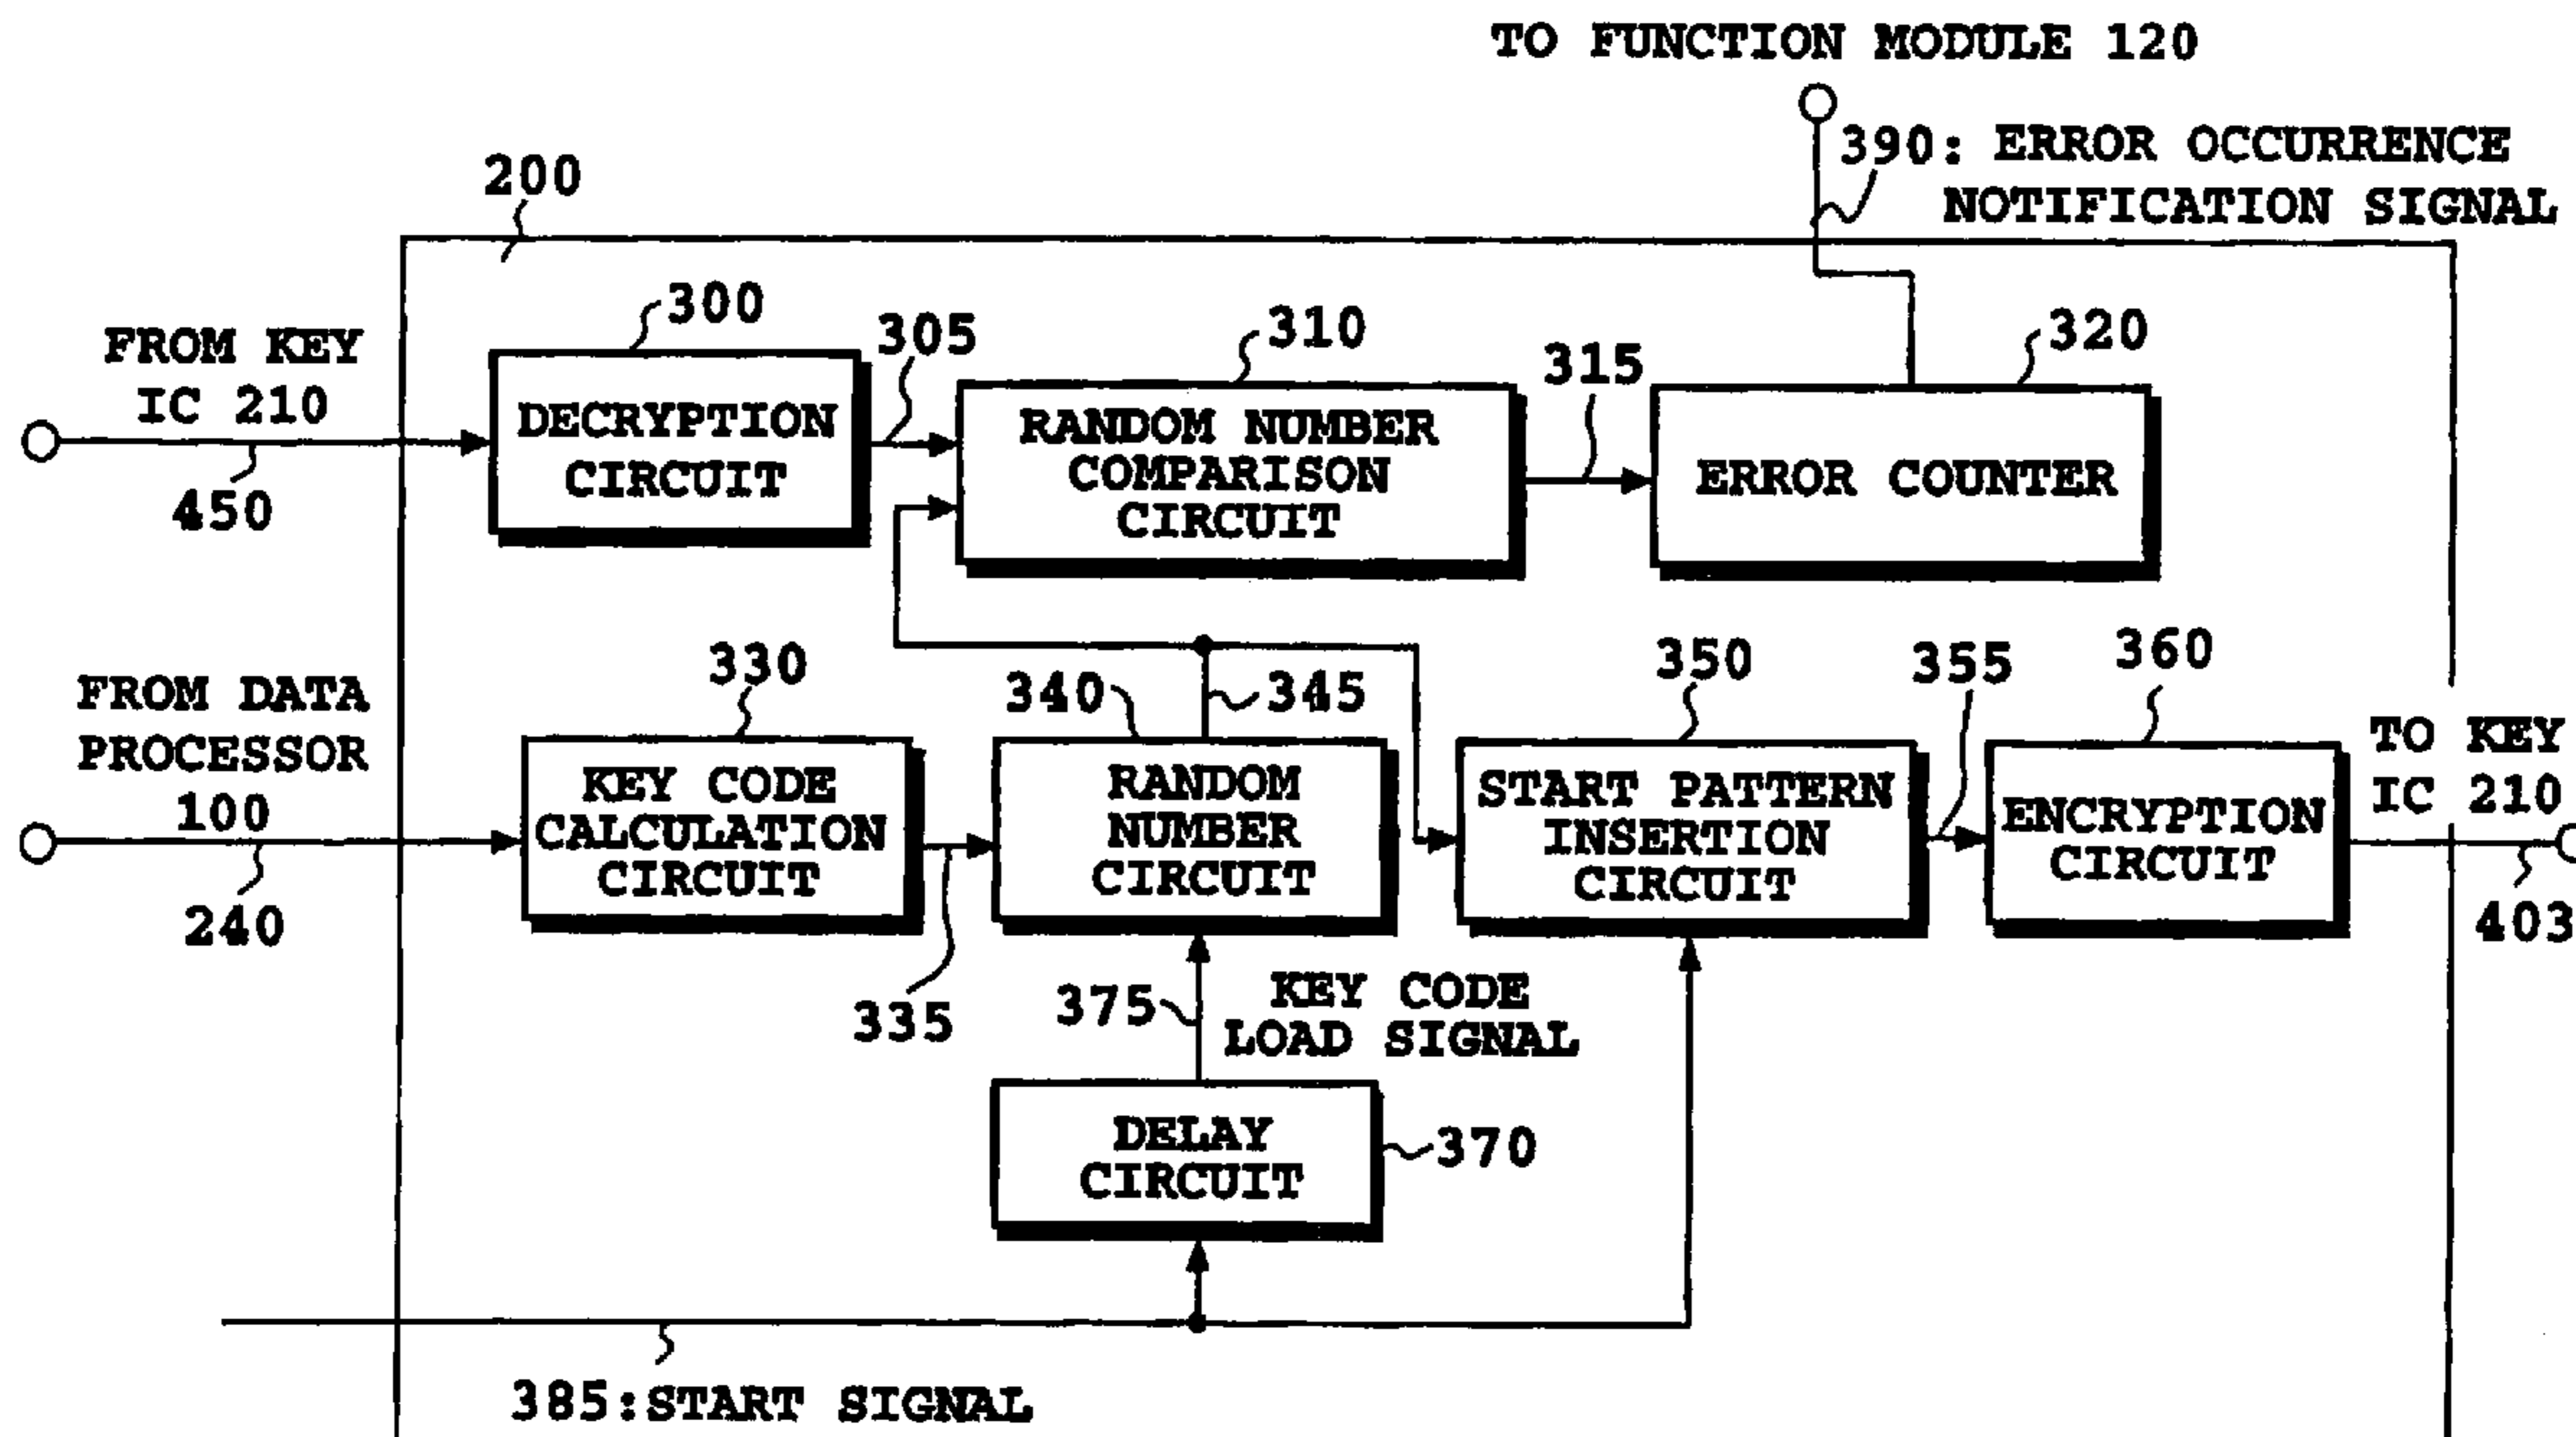 TO FUNCTION MODULE 120
390: ERROR OCCURRENCE
NOTIFICATION SIGNAL
200
300
305
310
315
320
FROM KEY
IC 210
450
DECRYPTION
CIRCUIT
RANDOM NUMBER
COMPARISON
CIRCUIT
ERROR COUNTER
FROM DATA
PROCESSOR
100
240
330
340
345
350
355
360
KEY CODE
CALCULATION
CIRCUIT
335
RANDOM
NUMBER
CIRCUIT
START PATTERN
INSERTION
CIRCUIT
ENCRYPTION
CIRCUIT
TO KEY
IC 210
403
375
KEY CODE
LOAD SIGNAL
DELAY
CIRCUIT
370
385:START SIGNAL